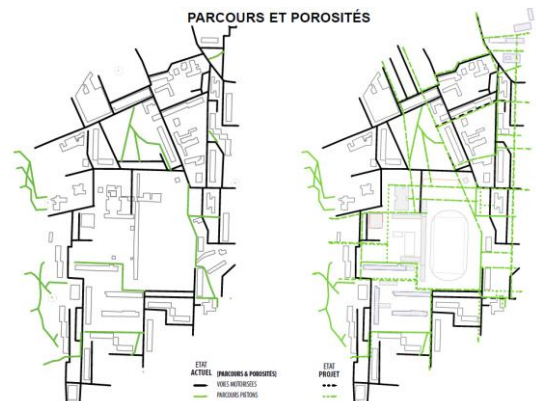 PARCOURS ET POROSITÉS
ETAT
ACTUEL (PARCOURS & POROSITÉS)
VOIES MOTORISEES
PARCOURS PIETONS
ETAT
PROJET